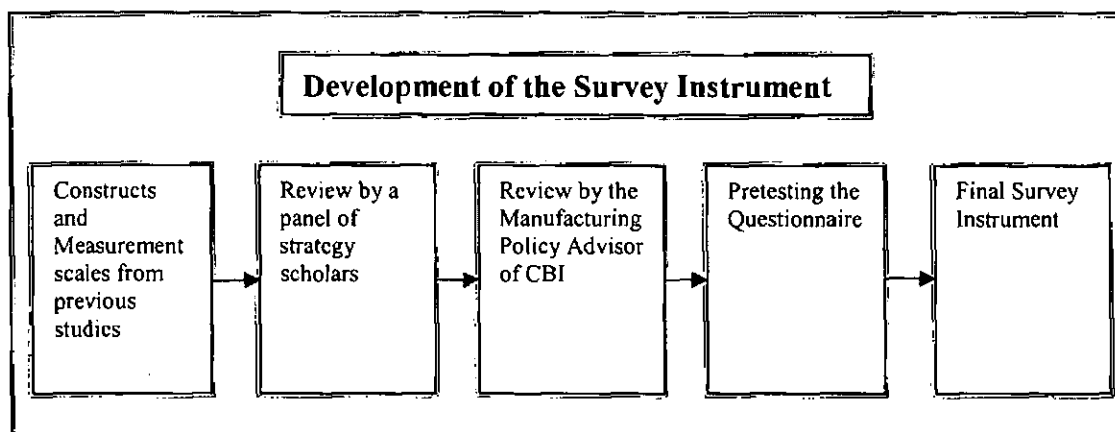 Development of the Survey Instrument
Constructs
and
Measurement
scales from
previous
studies
Review by a
panel of
strategy
scholars
Review by the
Manufacturing
Policy Advisor
of CBI
Pretesting the
Questionnaire
Final Survey
Instrument